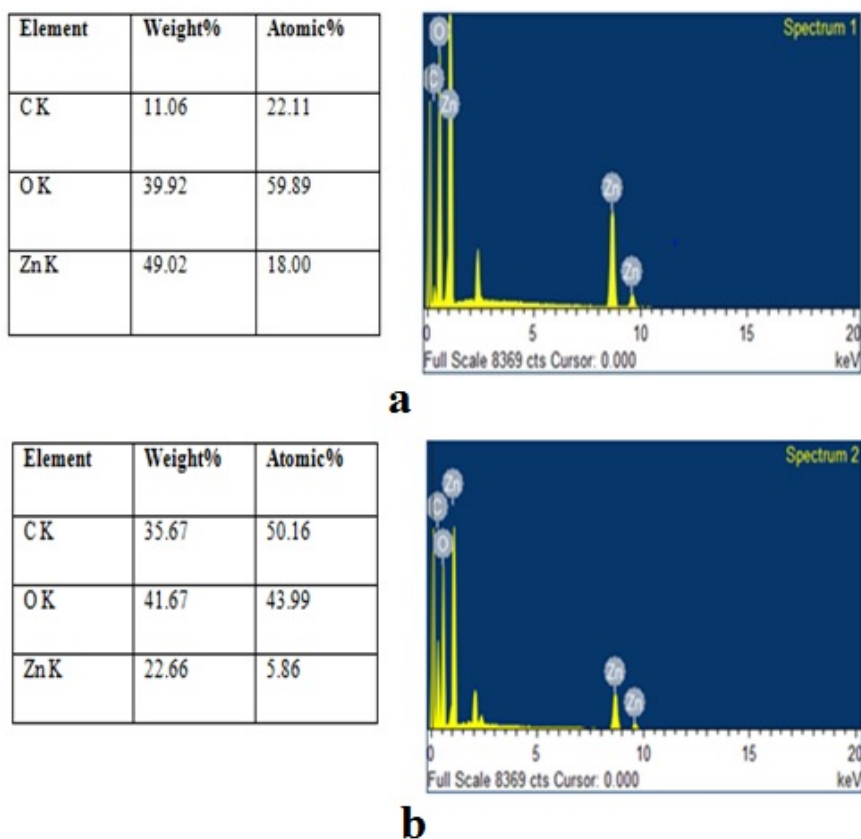 Element Weight% Atomic%
C K 11.06 22.11
O K 39.92 59.89
Zn K 49.02 18.00
Spectrum 1
O
C
Zn
Zn
Zn
0 5 10 15 20
Full Scale 8369 cts Cursor: 0.000 keV
a
Element Weight% Atomic%
C K 35.67 50.16
O K 41.67 43.99
Zn K 22.66 5.86
Spectrum 2
Zn
C
O
Zn
Zn
0 5 10 15 20
Full Scale 8369 cts Cursor: 0.000 keV
b